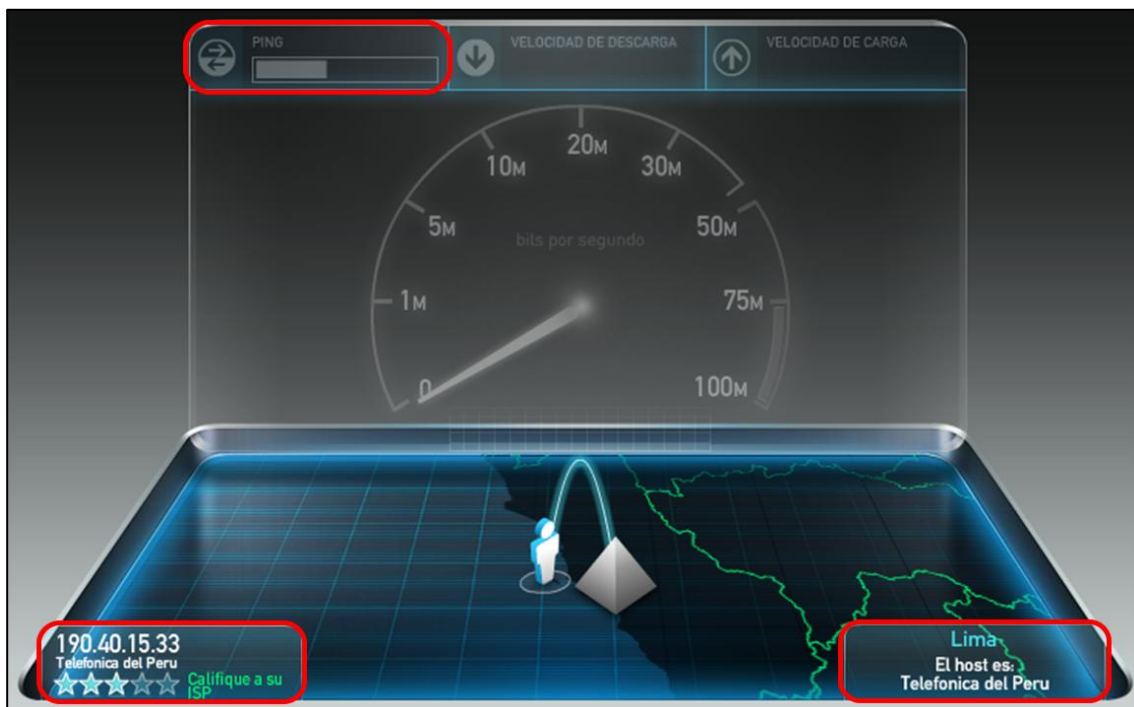 PING
VELOCIDAD DE DESCARGA
VELOCIDAD DE CARGA
20M
10M
30M
5M
50M
bits por segundo
1M
75M
0
100M
190.40.15.33
Telefonica del Peru
Califique a su
ISP
Lima
El host es:
Telefonica del Peru